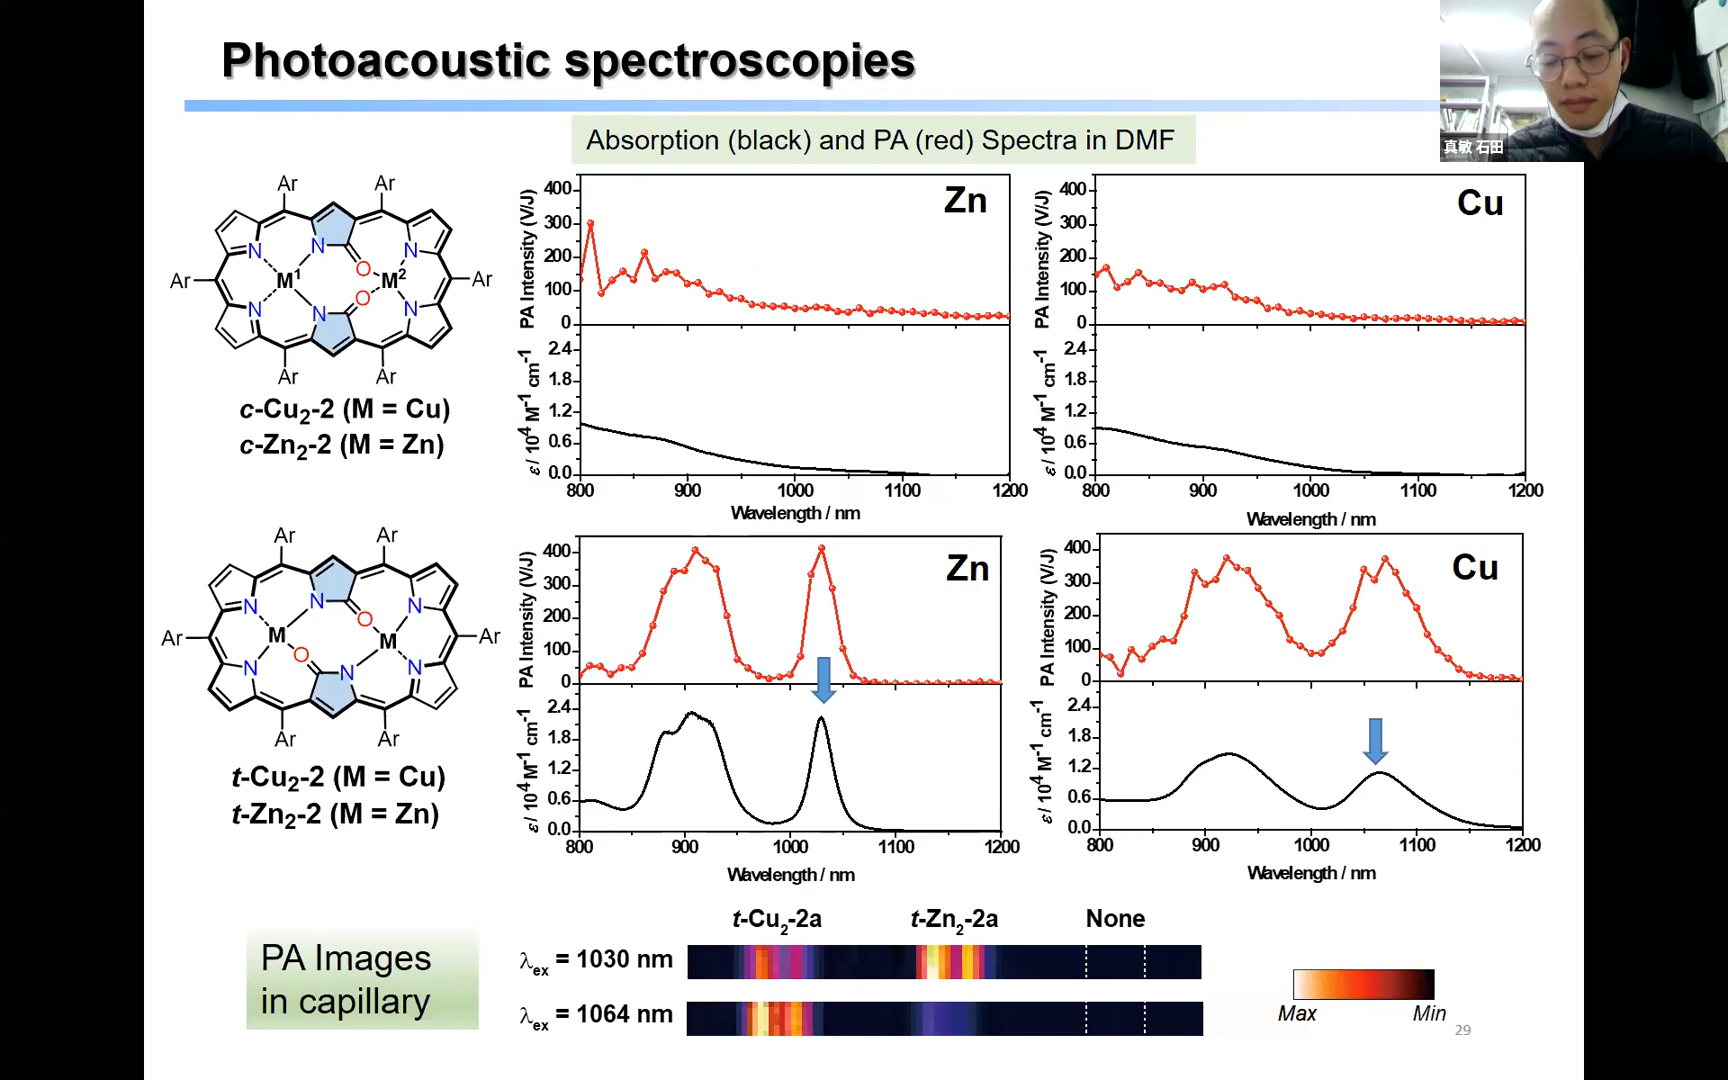 Photoacoustic spectroscopies
真敏 石田
Absorption (black) and PA (red) Spectra in DMF
Ar Ar
N N N
Ar M1 O M2 Ar
O
N N N
Ar Ar
c-Cu2-2 (M = Cu)
c-Zn2-2 (M = Zn)
Zn
PA Intensity (V/J)
400
300
200
100
0
ε / 10^4 M^-1 cm^-1
2.4
1.8
1.2
0.6
0.0
800 900 1000 1100 1200
Wavelength / nm
Cu
PA Intensity (V/J)
400
300
200
100
0
ε / 10^4 M^-1 cm^-1
2.4
1.8
1.2
0.6
0.0
800 900 1000 1100 1200
Wavelength / nm
Ar Ar
N N N
O
Ar M M Ar
O
N N N
Ar Ar
t-Cu2-2 (M = Cu)
t-Zn2-2 (M = Zn)
Zn
PA Intensity (V/J)
400
300
200
100
0
ε / 10^4 M^-1 cm^-1
2.4
1.8
1.2
0.6
0.0
800 900 1000 1100 1200
Wavelength / nm
Cu
PA Intensity (V/J)
400
300
200
100
0
ε / 10^4 M^-1 cm^-1
2.4
1.8
1.2
0.6
0.0
800 900 1000 1100 1200
Wavelength / nm
PA Images
in capillary
t-Cu2-2a t-Zn2-2a None
λex = 1030 nm
λex = 1064 nm
Max Min
29